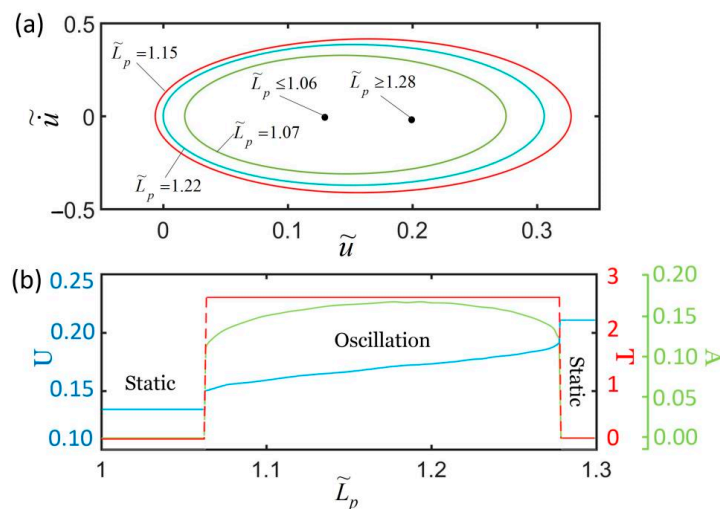 (a)
0.5
L̃p=1.15
L̃p≤1.06
L̃p≥1.28
0
L̃p=1.07
L̃p=1.22
−0.5
0
0.1
0.2
0.3
ũ̇
ũ
(b)
0.25
0.20
0.15
0.10
U
Static
Oscillation
Static
3
2
1
0
T
0.20
0.15
0.10
0.05
0.00
A
1
1.1
1.2
1.3
L̃p